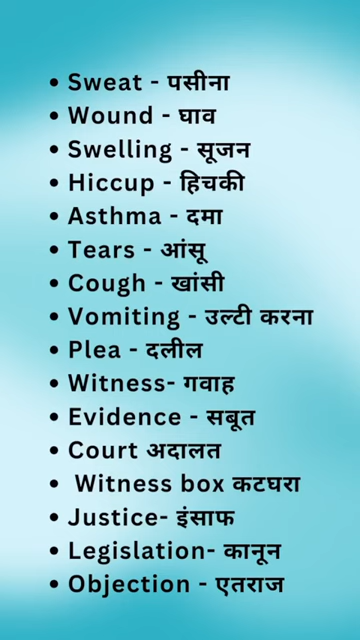 • Sweat - पसीना
• Wound - घाव
• Swelling - सूजन
• Hiccup - हिचकी
• Asthma - दमा
• Tears - आंसू
• Cough - खांसी
• Vomiting - उल्टी करना
• Plea - दलील
• Witness- गवाह
• Evidence - सबूत
• Court अदालत
• Witness box कटघरा
• Justice- इंसाफ
• Legislation- कानून
• Objection - एतराज